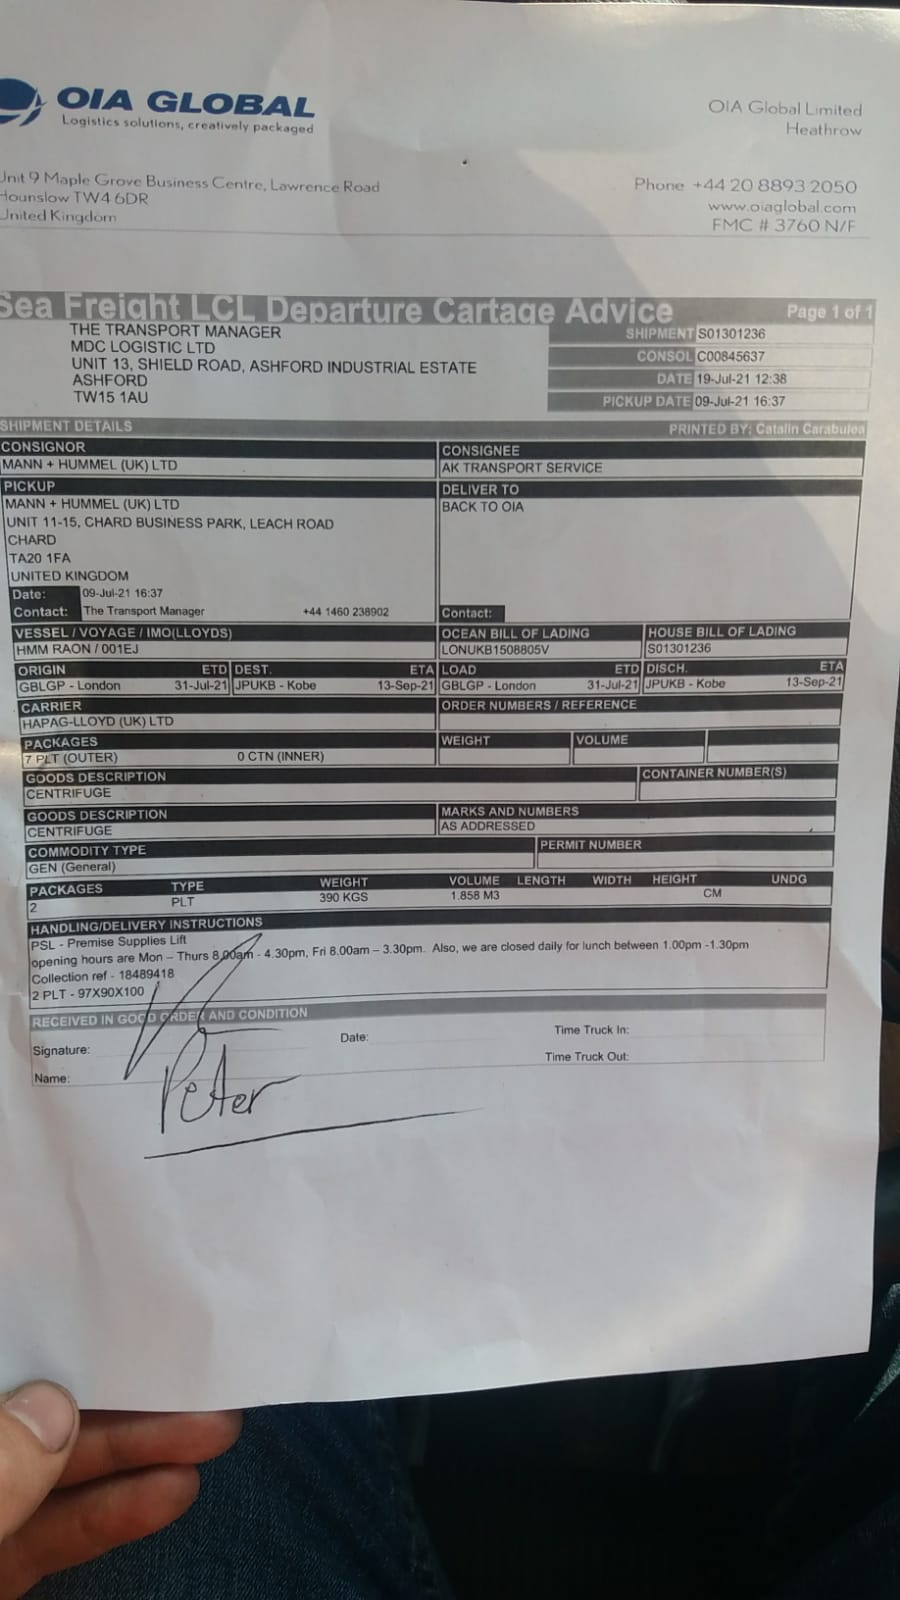 OIA GLOBAL
Logistics solutions, creatively packaged
OIA Global Limited
Heathrow
Unit 9 Maple Grove Business Centre, Lawrence Road
Hounslow TW4 6DR
United Kingdom
Phone +44 20 8893 2050
www.oiaglobal.com
FMC # 3760 N/F
Sea Freight LCL Departure Cartage Advice Page 1 of 1
THE TRANSPORT MANAGER
MDC LOGISTIC LTD
UNIT 13, SHIELD ROAD, ASHFORD INDUSTRIAL ESTATE
ASHFORD
TW15 1AU
SHIPMENT S01301236
CONSOL C00845637
DATE 19-Jul-21 12:38
PICKUP DATE 09-Jul-21 16:37
SHIPMENT DETAILS PRINTED BY: Catalin Carabulea
CONSIGNOR CONSIGNEE
MANN + HUMMEL (UK) LTD AK TRANSPORT SERVICE
PICKUP DELIVER TO
MANN + HUMMEL (UK) LTD BACK TO OIA
UNIT 11-15, CHARD BUSINESS PARK, LEACH ROAD
CHARD
TA20 1FA
UNITED KINGDOM
Date: 09-Jul-21 16:37
Contact: The Transport Manager +44 1460 238902 Contact:
VESSEL / VOYAGE / IMO(LLOYDS) OCEAN BILL OF LADING HOUSE BILL OF LADING
HMM RAON / 001EJ LONUKB1508805V S01301236
ORIGIN ETD DEST. ETA LOAD ETD DISCH. ETA
GBLGP - London 31-Jul-21 JPUKB - Kobe 13-Sep-21 GBLGP - London 31-Jul-21 JPUKB - Kobe 13-Sep-21
CARRIER ORDER NUMBERS / REFERENCE
HAPAG-LLOYD (UK) LTD
PACKAGES WEIGHT VOLUME
7 PLT (OUTER) 0 CTN (INNER)
GOODS DESCRIPTION CONTAINER NUMBER(S)
CENTRIFUGE
GOODS DESCRIPTION MARKS AND NUMBERS
CENTRIFUGE AS ADDRESSED
COMMODITY TYPE PERMIT NUMBER
GEN (General)
PACKAGES TYPE WEIGHT VOLUME LENGTH WIDTH HEIGHT UNDG
2 PLT 390 KGS 1.858 M3 CM
HANDLING/DELIVERY INSTRUCTIONS
PSL - Premise Supplies Lift
opening hours are Mon – Thurs 8.00am - 4.30pm, Fri 8.00am – 3.30pm. Also, we are closed daily for lunch between 1.00pm -1.30pm
Collection ref - 18489418
2 PLT - 97X90X100
RECEIVED IN GOOD ORDER AND CONDITION
Signature: Date: Time Truck In:
Time Truck Out:
Name: Peter